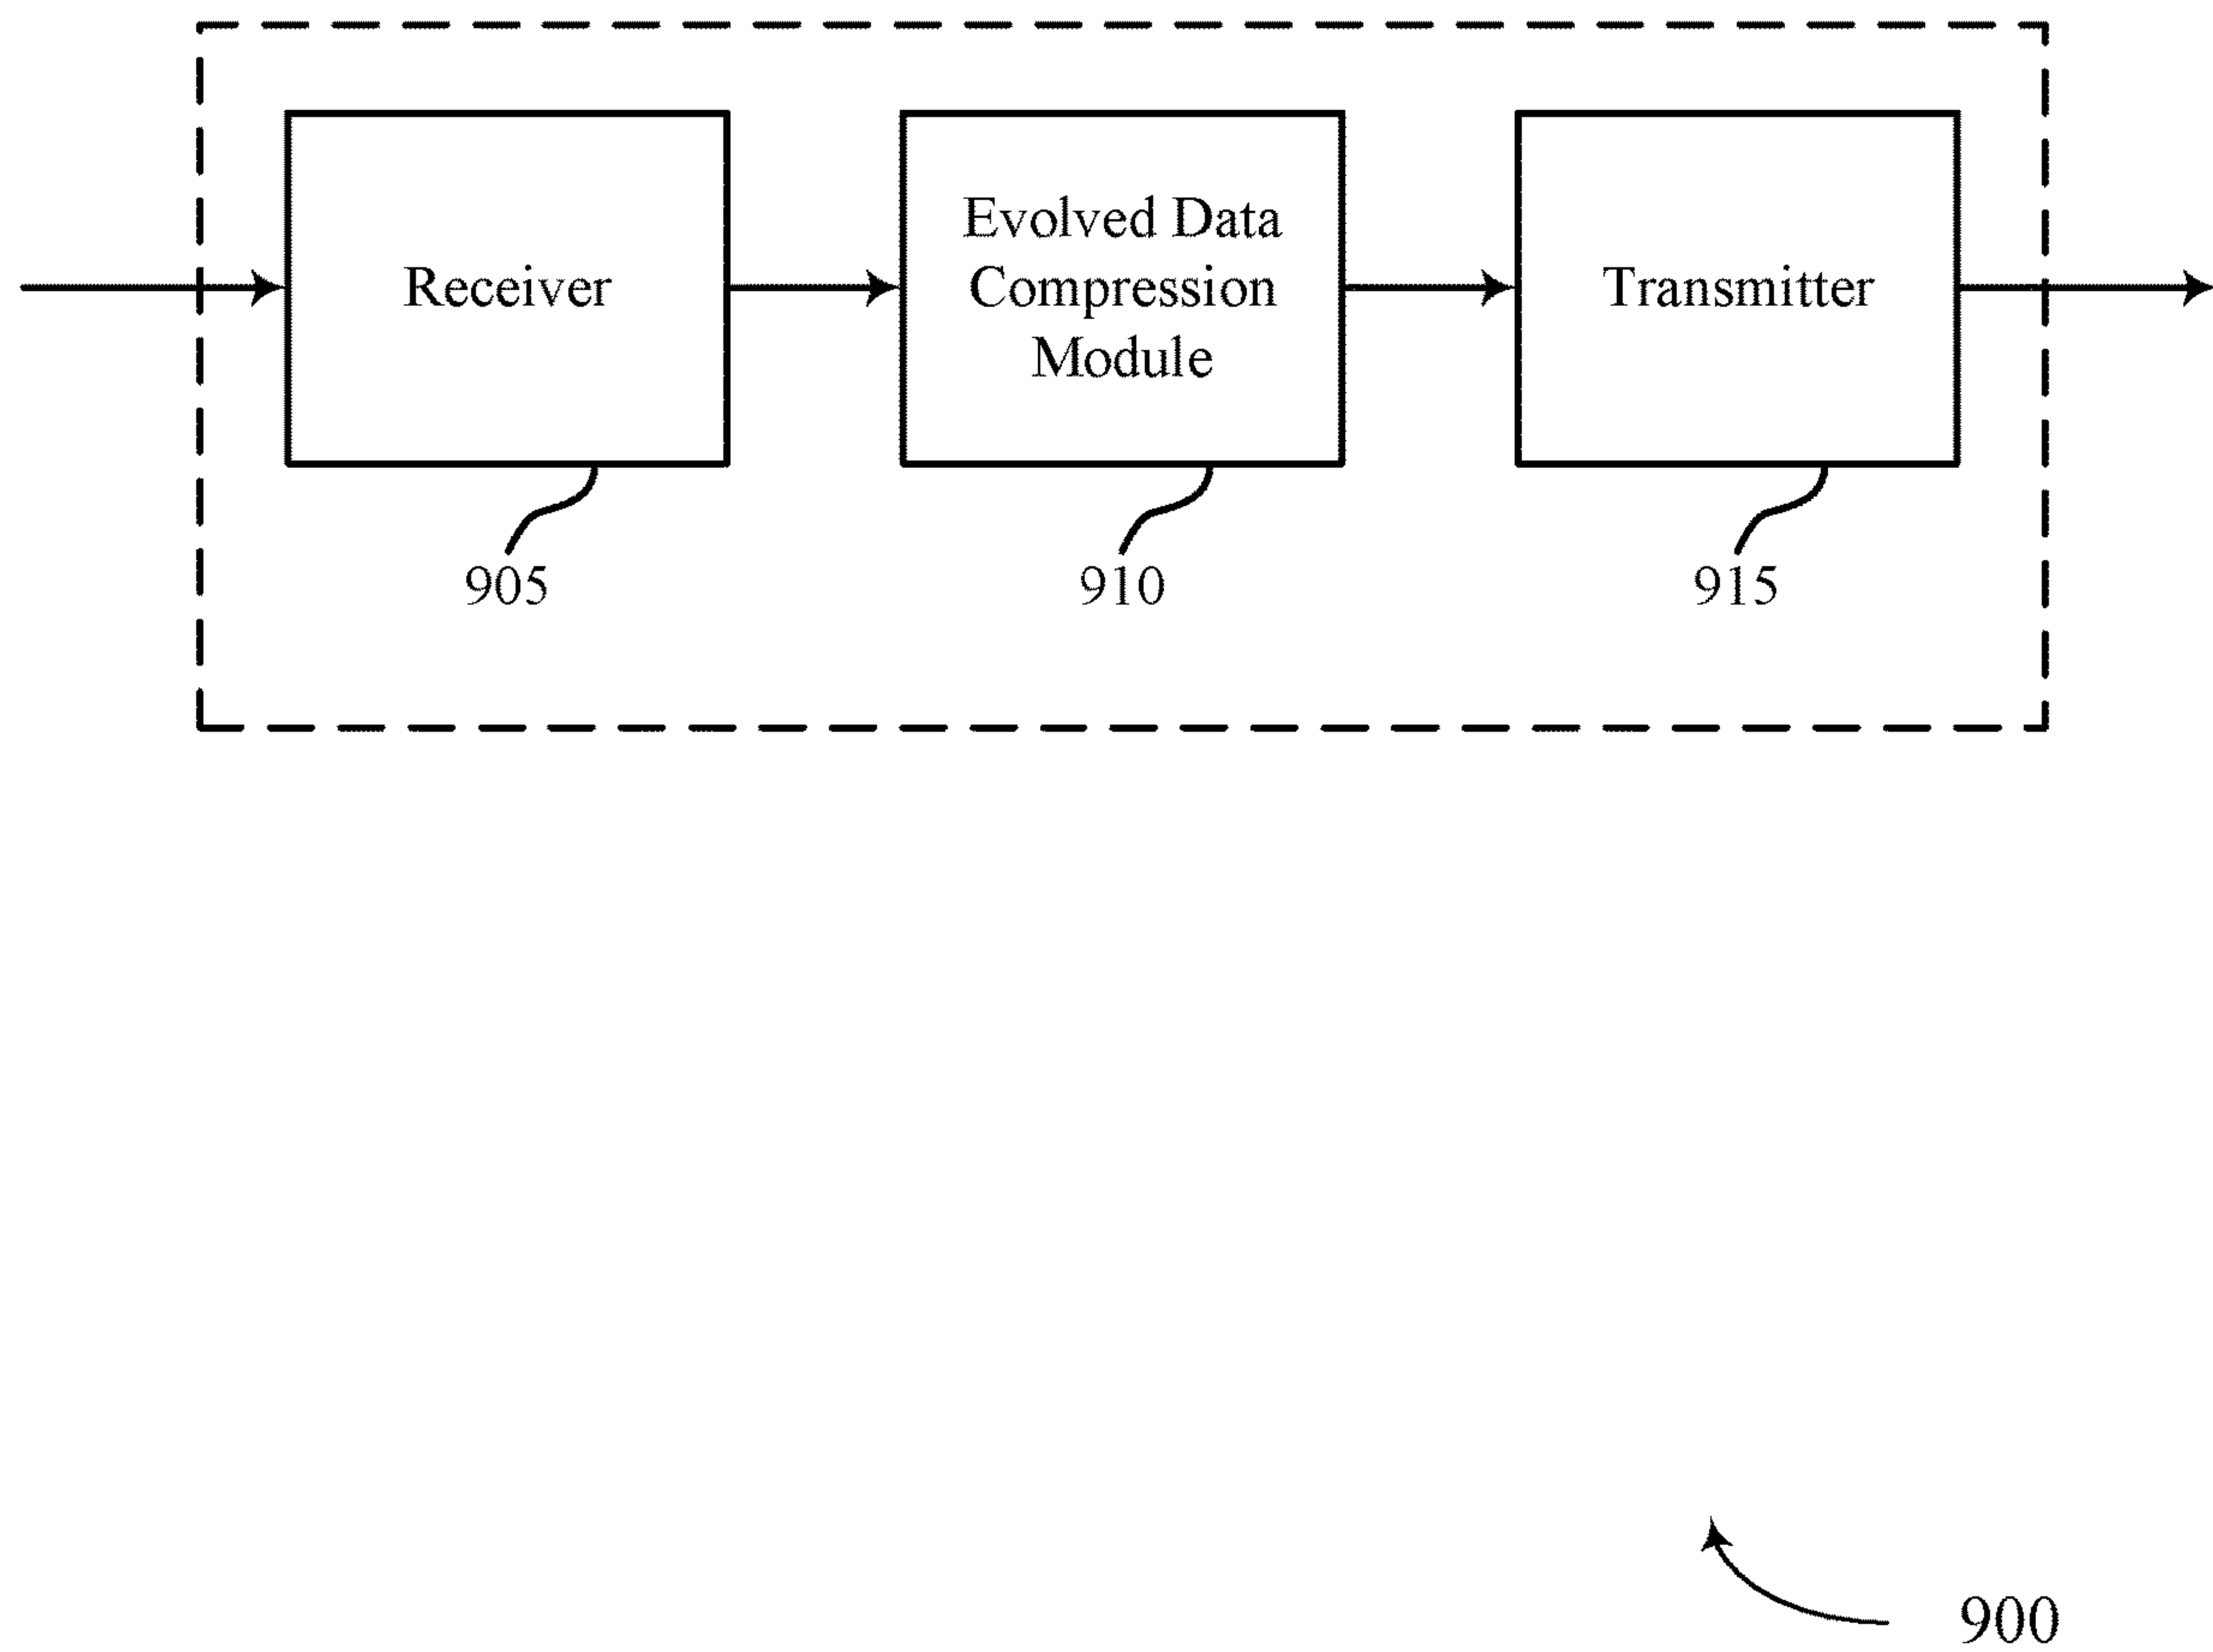 Receiver
Evolved Data
Compression
Module
Transmitter
905
910
915
900